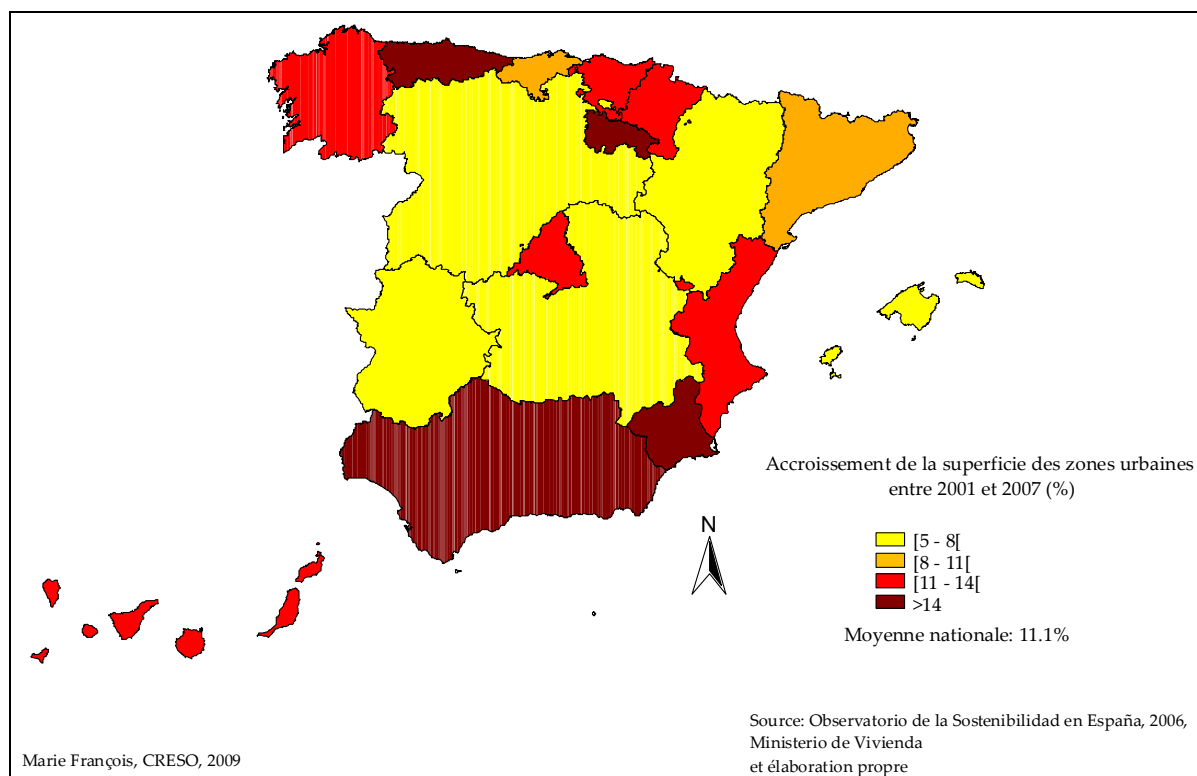 Accroissement de la superficie des zones urbaines
entre 2001 et 2007 (%)
N
[5 - 8[
[8 - 11[
[11 - 14[
>14
Moyenne nationale: 11.1%
Source: Observatorio de la Sostenibilidad en España, 2006,
Ministerio de Vivienda
et élaboration propre
Marie François, CRESO, 2009